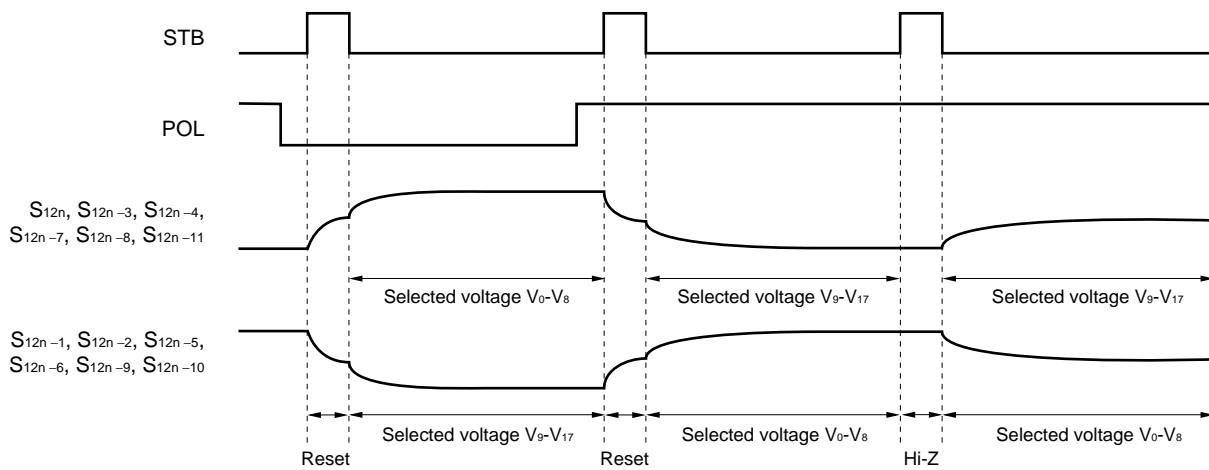 STB
POL
S12n, S12n –3, S12n –4,
S12n –7, S12n –8, S12n –11
Selected voltage V0-V8
Selected voltage V9-V17
Selected voltage V9-V17
S12n –1, S12n –2, S12n –5,
S12n –6, S12n –9, S12n –10
Selected voltage V9-V17
Selected voltage V0-V8
Selected voltage V0-V8
Reset
Reset
Hi-Z